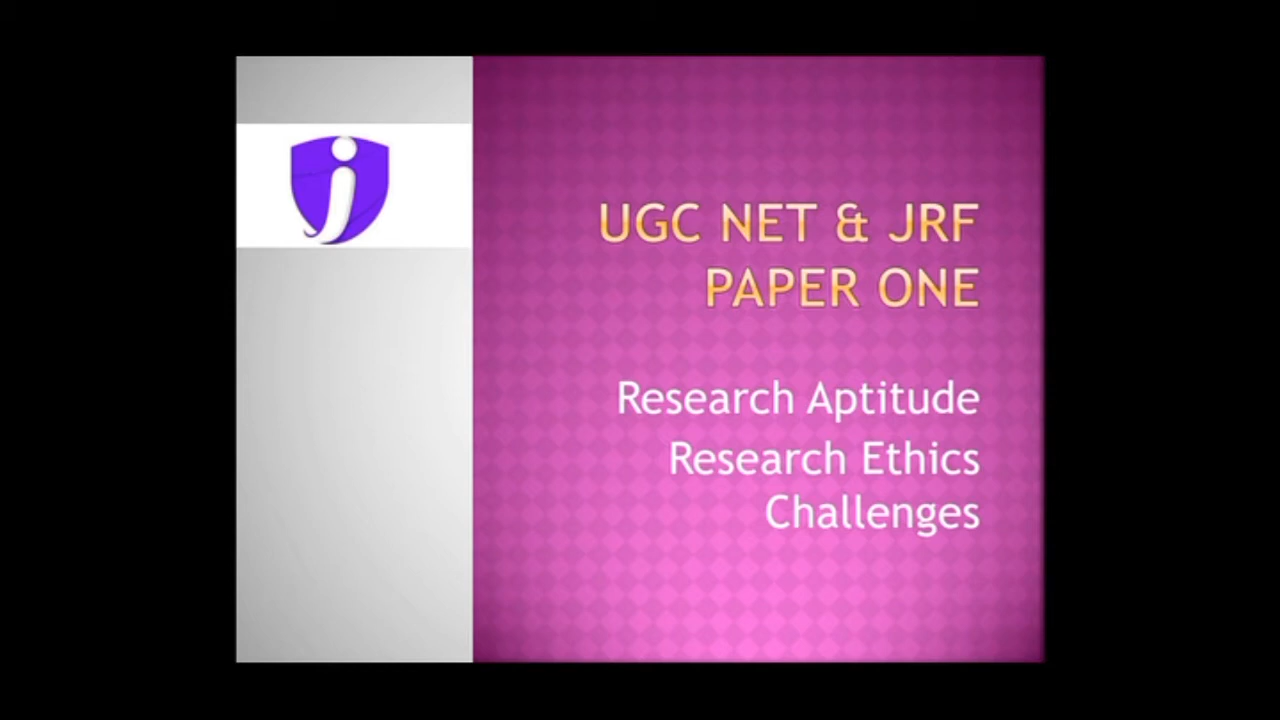 j
UGC NET & JRF
PAPER ONE
Research Aptitude
Research Ethics
Challenges